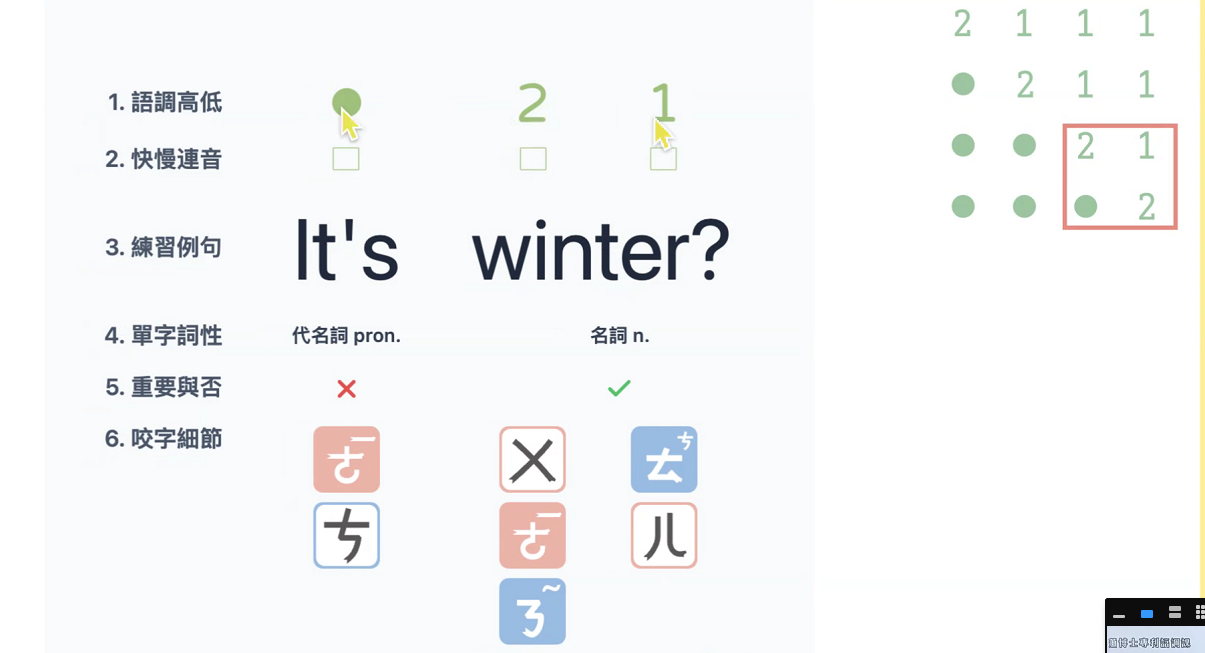 1. 語調高低 ● 2 1
2. 快慢連音
3. 練習例句 It's winter?
4. 單字詞性 代名詞 pron. 名詞 n.
5. 重要與否
6. 咬字細節
ㄘ ㄨ ㄋ ㄦ
2 1 1 1
● 2 1 1
● ● 2 1
● ● ● 2